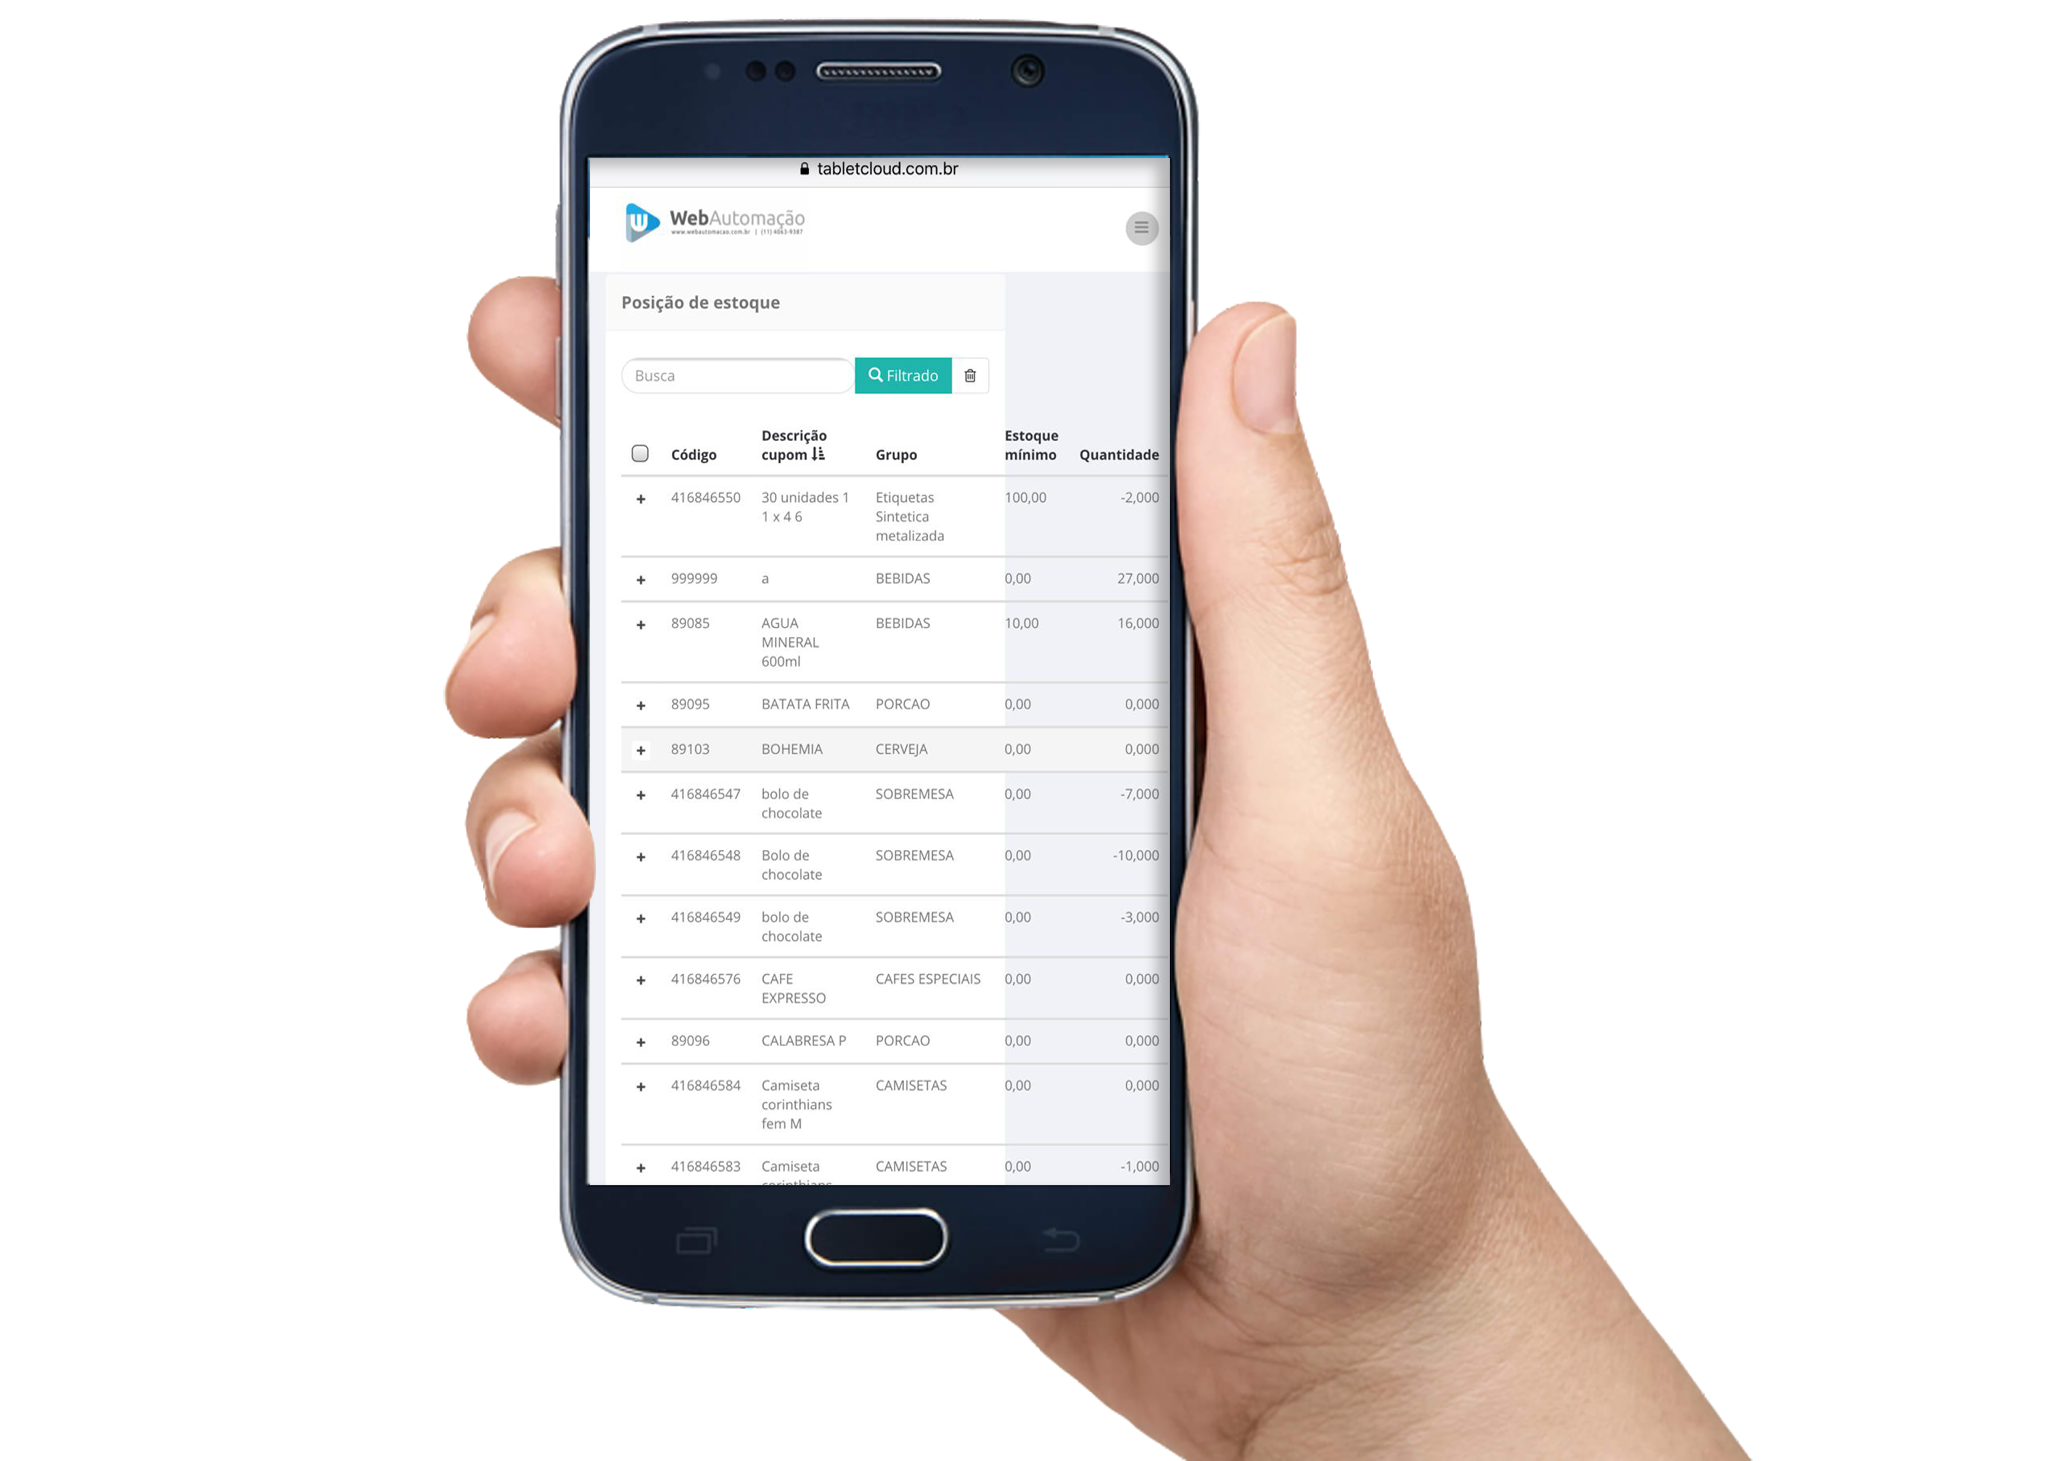 tabletcloud.com.br
WebAutomação
www.webautomacao.com.br | (11) 4063-9387
Posição de estoque
Busca
Filtrado
Código Descrição cupom Grupo Estoque mínimo Quantidade
+ 416846550 30 unidades 1 1 x 4 6 Etiquetas Sintetica metalizada 100,00 -2,000
+ 999999 a BEBIDAS 0,00 27,000
+ 89085 AGUA MINERAL 600ml BEBIDAS 10,00 16,000
+ 89095 BATATA FRITA PORCAO 0,00 0,000
+ 89103 BOHEMIA CERVEJA 0,00 0,000
+ 416846547 bolo de chocolate SOBREMESA 0,00 -7,000
+ 416846548 Bolo de chocolate SOBREMESA 0,00 -10,000
+ 416846549 bolo de chocolate SOBREMESA 0,00 -3,000
+ 416846576 CAFE EXPRESSO CAFES ESPECIAIS 0,00 0,000
+ 89096 CALABRESA P PORCAO 0,00 0,000
+ 416846584 Camiseta corinthians fem M CAMISETAS 0,00 0,000
+ 416846583 Camiseta corinthians CAMISETAS 0,00 -1,000